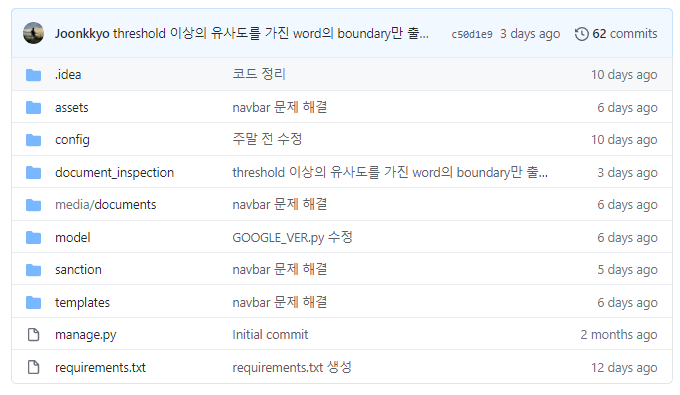 Joonkkyo threshold 이상의 유사도를 가진 word의 boundary만 출... c50d1e9 3 days ago 62 commits
.idea 코드 정리 10 days ago
assets navbar 문제 해결 6 days ago
config 주말 전 수정 10 days ago
document_inspection threshold 이상의 유사도를 가진 word의 boundary만 출... 3 days ago
media/documents navbar 문제 해결 6 days ago
model GOOGLE_VER.py 수정 6 days ago
sanction navbar 문제 해결 5 days ago
templates navbar 문제 해결 6 days ago
manage.py Initial commit 2 months ago
requirements.txt requirements.txt 생성 12 days ago